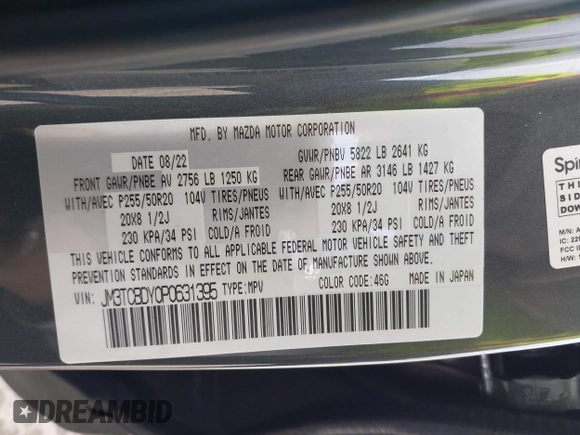 MFD. BY MAZDA MOTOR CORPORATION
DATE 08/22
GVWR/PNBV 5822 LB 2641 KG
FRONT GAWR/PNBE AV 2756 LB 1250 KG
REAR GAWR/PNBE AR 3146 LB 1427 KG
WITH/AVEC P255/50R20 104V TIRES/PNEUS
WITH/AVEC P255/50R20 104V TIRES/PNEUS
20X8 1/2J RIMS/JANTES
20X8 1/2J RIMS/JANTES
230 KPA/34 PSI COLD/A FROID
230 KPA/34 PSI COLD/A FROID
THIS VEHICLE CONFORMS TO ALL APPLICABLE FEDERAL MOTOR VEHICLE SAFETY AND THEFT
PREVENTION STANDARDS IN EFFECT ON THE DATE OF MANUFACTURE SHOWN ABOVE.
VIN: JM3TCBDY0P0631395 TYPE: MPV COLOR CODE: 46G MADE IN JAPAN
THIS
SIDE
DOW
M/N: A
FCC I
DREAMBID